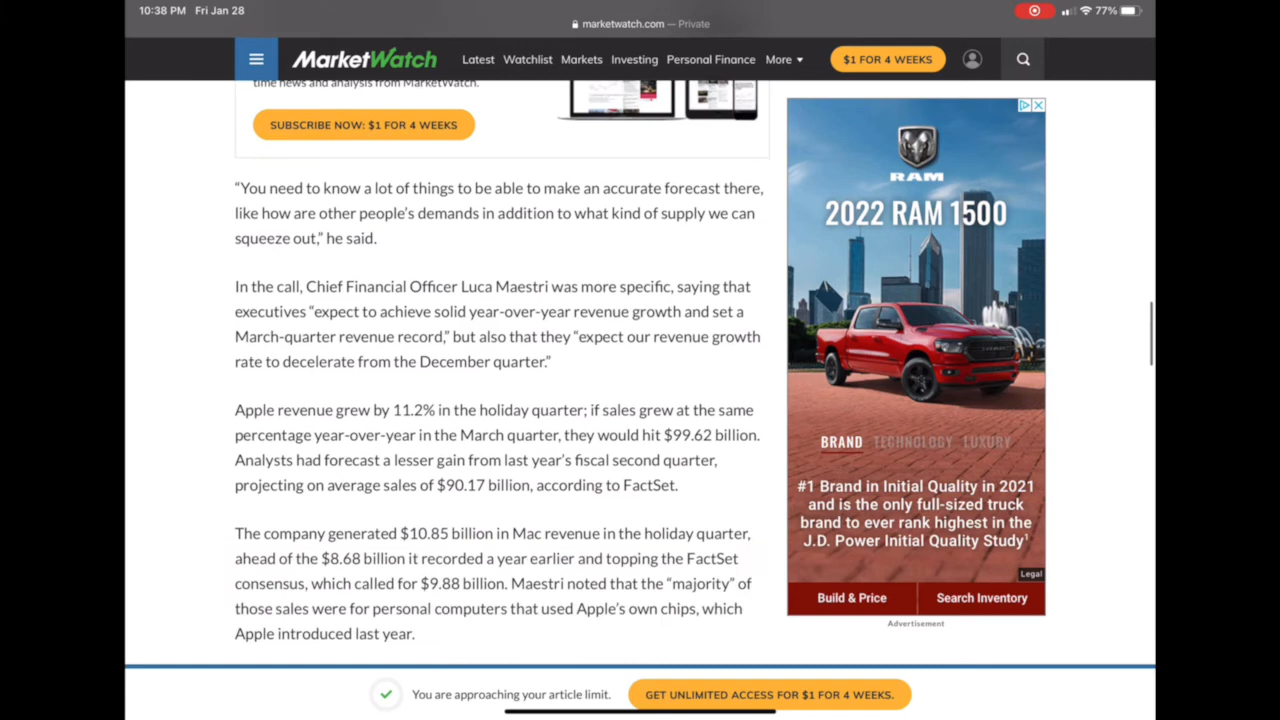 10:38 PM Fri Jan 28
77%
marketwatch.com — Private
MarketWatch
Latest Watchlist Markets Investing Personal Finance More
$1 FOR 4 WEEKS
time news and analysis from MarketWatch.
SUBSCRIBE NOW: $1 FOR 4 WEEKS
“You need to know a lot of things to be able to make an accurate forecast there,
like how are other people’s demands in addition to what kind of supply we can
squeeze out,” he said.
In the call, Chief Financial Officer Luca Maestri was more specific, saying that
executives “expect to achieve solid year-over-year revenue growth and set a
March-quarter revenue record,” but also that they “expect our revenue growth
rate to decelerate from the December quarter.”
Apple revenue grew by 11.2% in the holiday quarter; if sales grew at the same
percentage year-over-year in the March quarter, they would hit $99.62 billion.
Analysts had forecast a lesser gain from last year’s fiscal second quarter,
projecting on average sales of $90.17 billion, according to FactSet.
The company generated $10.85 billion in Mac revenue in the holiday quarter,
ahead of the $8.68 billion it recorded a year earlier and topping the FactSet
consensus, which called for $9.88 billion. Maestri noted that the “majority” of
those sales were for personal computers that used Apple’s own chips, which
Apple introduced last year.
RAM
2022 RAM 1500
BRAND TECHNOLOGY LUXURY
#1 Brand in Initial Quality in 2021
and is the only full-sized truck
brand to ever rank highest in the
J.D. Power Initial Quality Study¹
Legal
Build & Price
Search Inventory
Advertisement
You are approaching your article limit.
GET UNLIMITED ACCESS FOR $1 FOR 4 WEEKS.